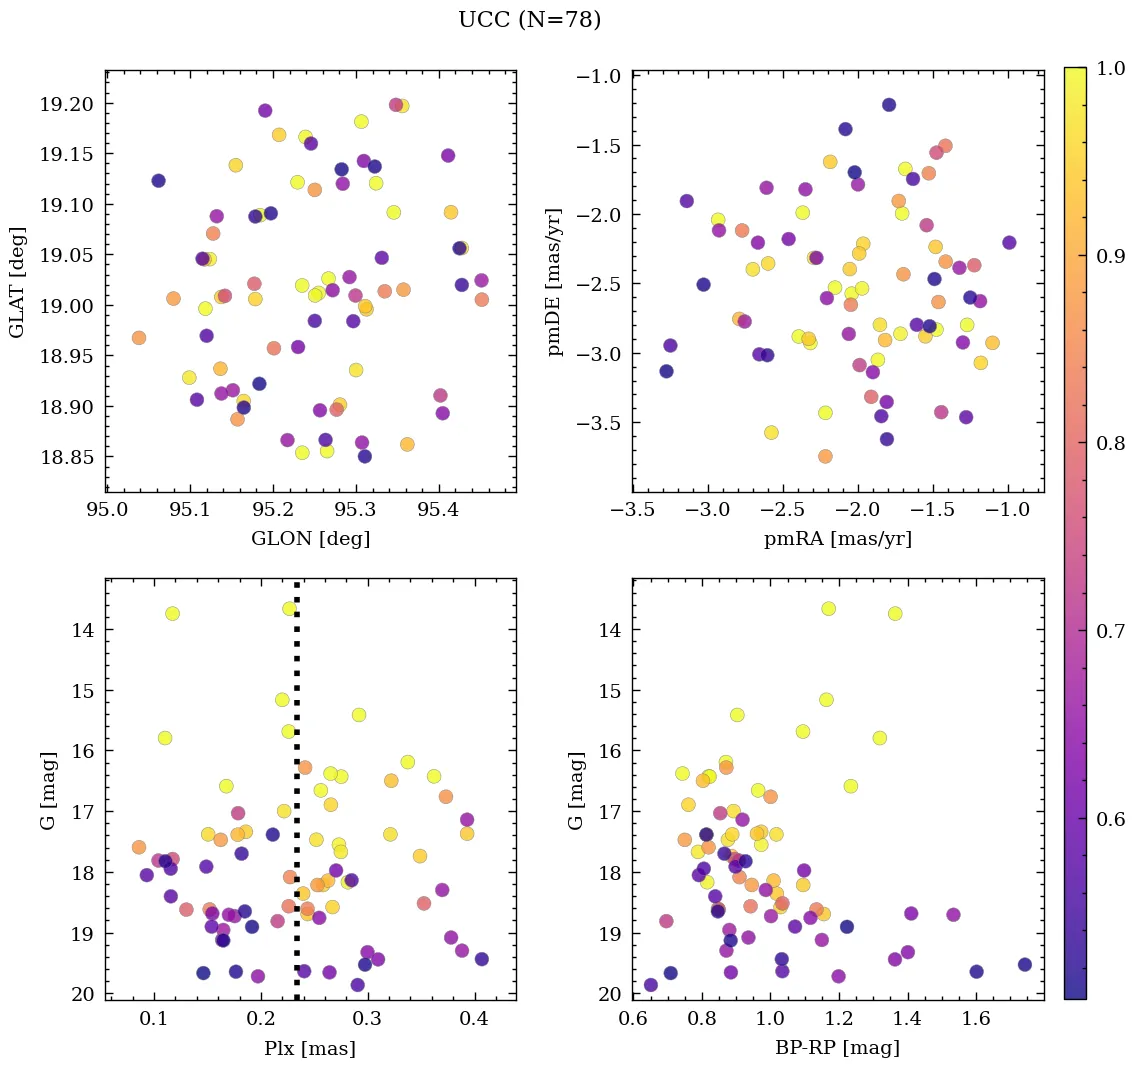 UCC (N=78)
19.20
19.15
19.10
19.05
19.00
18.95
18.90
18.85
GLAT [deg]
95.0 95.1 95.2 95.3 95.4
GLON [deg]
−1.0
−1.5
−2.0
−2.5
−3.0
−3.5
pmDE [mas/yr]
−3.5 −3.0 −2.5 −2.0 −1.5 −1.0
pmRA [mas/yr]
14
15
16
17
18
19
20
G [mag]
0.1 0.2 0.3 0.4
Plx [mas]
14
15
16
17
18
19
20
G [mag]
0.6 0.8 1.0 1.2 1.4 1.6
BP-RP [mag]
1.0
0.9
0.8
0.7
0.6